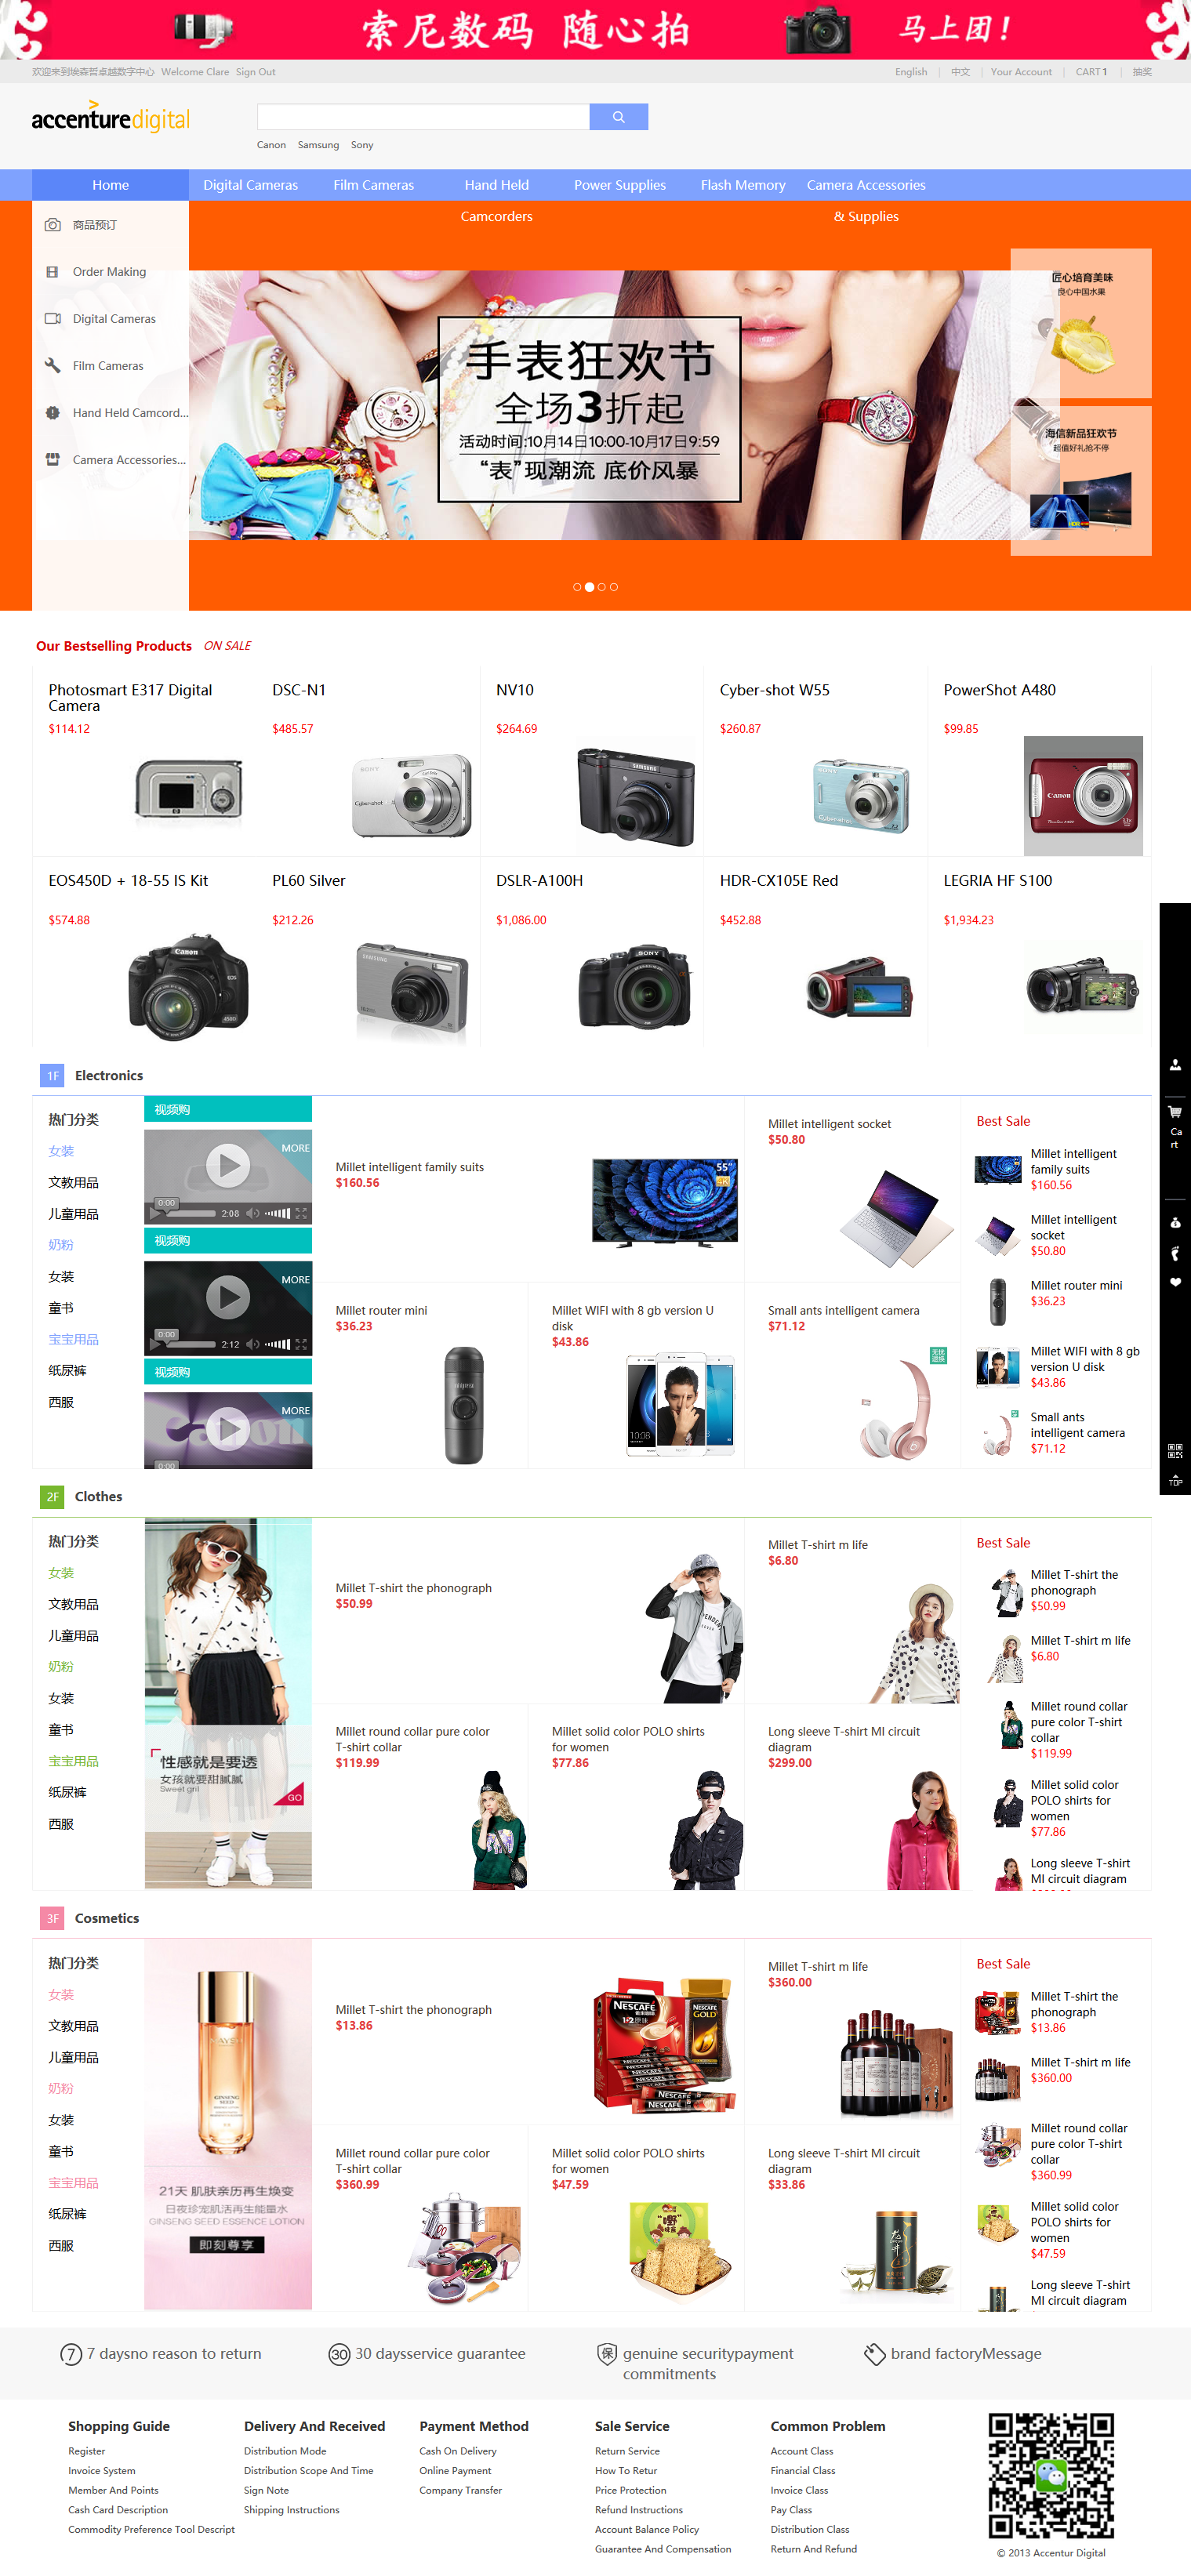 索尼数码 随心拍
马上团！
欢迎来到埃森哲卓越数字中心 Welcome Clare Sign Out
English | 中文 | Your Account | CART 1 | 抽奖
accenturedigital
Canon Samsung Sony
Home Digital Cameras Film Cameras Hand Held Power Supplies Flash Memory Camera Accessories
Camcorders & Supplies
商品预订
Order Making
Digital Cameras
Film Cameras
Hand Held Camcord...
Camera Accessories...
手表狂欢节
全场3折起
活动时间:10月14日10:00-10月17日9:59
“表”现潮流 底价风暴
匠心培育美味
良心中国水果
海信新品狂欢节
超值好礼抢不停
Our Bestselling Products ON SALE
Photosmart E317 Digital
Camera
$114.12
DSC-N1
$485.57
NV10
$264.69
Cyber-shot W55
$260.87
PowerShot A480
$99.85
EOS450D + 18-55 IS Kit
$574.88
PL60 Silver
$212.26
DSLR-A100H
$1,086.00
HDR-CX105E Red
$452.88
LEGRIA HF S100
$1,934.23
Ca
rt
TOP
1F Electronics
热门分类
女装
文教用品
儿童用品
奶粉
女装
童书
宝宝用品
纸尿裤
西服
视频购
MORE
0:00
2:08
视频购
MORE
0:00
2:12
视频购
MORE
canon
0:00
Millet intelligent family suits
$160.56
55"
4K
Millet intelligent socket
$50.80
Millet router mini
$36.23
Millet WIFI with 8 gb version U
disk
$43.86
Small ants intelligent camera
$71.12
Best Sale
Millet intelligent
family suits
$160.56
Millet intelligent
socket
$50.80
Millet router mini
$36.23
Millet WIFI with 8 gb
version U disk
$43.86
Small ants
intelligent camera
$71.12
2F Clothes
热门分类
女装
文教用品
儿童用品
奶粉
女装
童书
宝宝用品
纸尿裤
西服
性感就是要透
女孩就要甜腻腻
Sweet gril
GO
Millet T-shirt the phonograph
$50.99
Millet T-shirt m life
$6.80
Millet round collar pure color
T-shirt collar
$119.99
Millet solid color POLO shirts
for women
$77.86
Long sleeve T-shirt MI circuit
diagram
$299.00
Best Sale
Millet T-shirt the
phonograph
$50.99
Millet T-shirt m life
$6.80
Millet round collar
pure color T-shirt
collar
$119.99
Millet solid color
POLO shirts for
women
$77.86
Long sleeve T-shirt
MI circuit diagram
3F Cosmetics
热门分类
女装
文教用品
儿童用品
奶粉
女装
童书
宝宝用品
纸尿裤
西服
GINSENG
SEED
21天 肌肤亲历再生焕变
日夜珍宠肌活再生能量水
GINSENG SEED ESSENCE LOTION
即刻尊享
Millet T-shirt the phonograph
$13.86
NESCAFÉ
NESCAFÉ
GOLD
Millet T-shirt m life
$360.00
Millet round collar pure color
T-shirt collar
$360.99
Millet solid color POLO shirts
for women
$47.59
Long sleeve T-shirt MI circuit
diagram
$33.86
Best Sale
Millet T-shirt the
phonograph
$13.86
Millet T-shirt m life
$360.00
Millet round collar
pure color T-shirt
collar
$360.99
Millet solid color
POLO shirts for
women
$47.59
Long sleeve T-shirt
MI circuit diagram
7 7 daysno reason to return
30 30 daysservice guarantee
保 genuine securitypayment
commitments
brand factoryMessage
Shopping Guide
Register
Invoice System
Member And Points
Cash Card Description
Commodity Preference Tool Descript
Delivery And Received
Distribution Mode
Distribution Scope And Time
Sign Note
Shipping Instructions
Payment Method
Cash On Delivery
Online Payment
Company Transfer
Sale Service
Return Service
How To Retur
Price Protection
Refund Instructions
Account Balance Policy
Guarantee And Compensation
Common Problem
Account Class
Financial Class
Invoice Class
Pay Class
Distribution Class
Return And Refund
© 2013 Accentur Digital